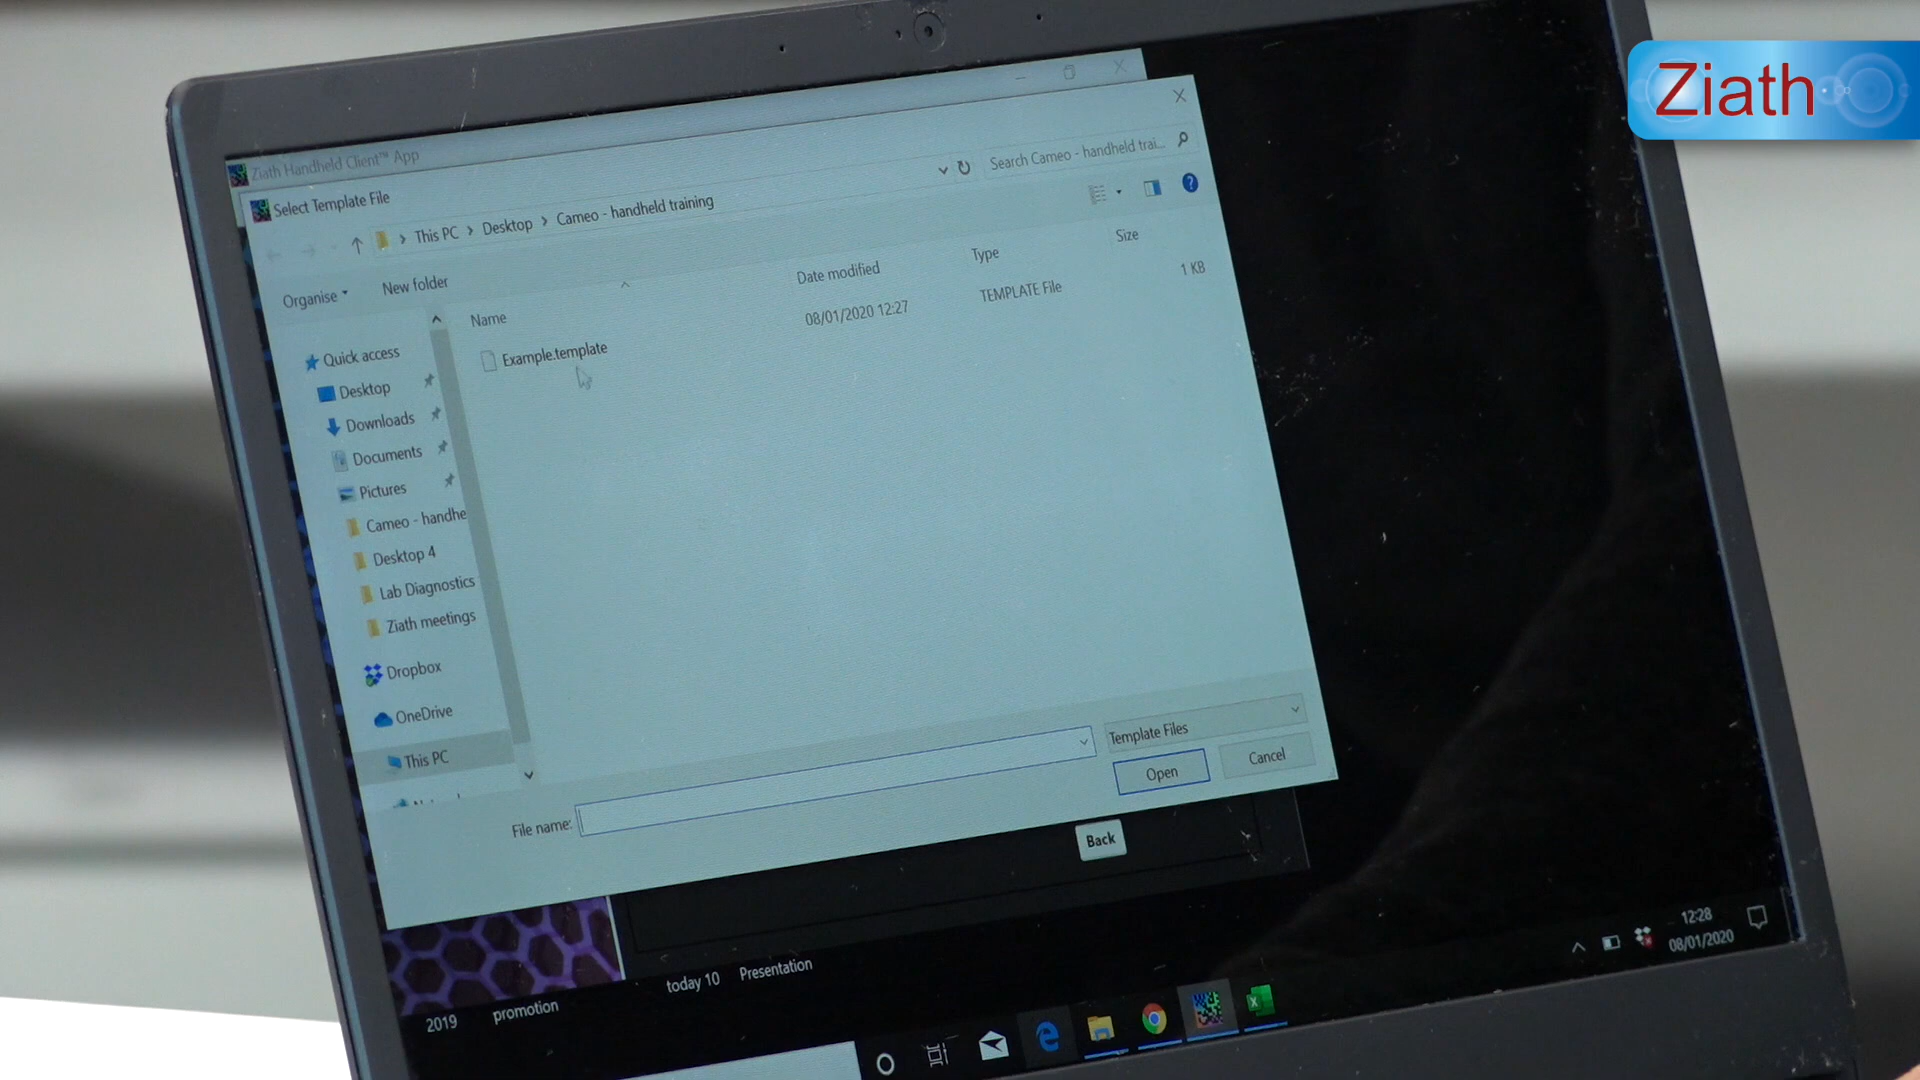 Ziath
Ziath Handheld Client™ App
Select Template File
This PC > Desktop > Cameo - handheld training
Search Cameo - handheld trai...
Organise
New folder
Name
Date modified
Type
Size
Example.template
08/01/2020 12:27
TEMPLATE File
1 KB
Quick access
Desktop
Downloads
Documents
Pictures
Cameo - handhe
Desktop 4
Lab Diagnostics
Ziath meetings
Dropbox
OneDrive
This PC
File name:
Template Files
Open
Cancel
Back
today 10
Presentation
2019
promotion
12:28
08/01/2020